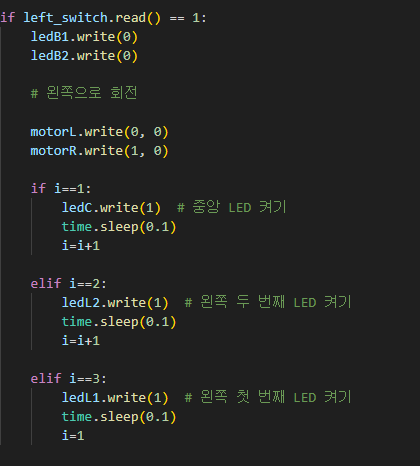 if left_switch.read() == 1:
    ledB1.write(0)
    ledB2.write(0)

    # 왼쪽으로 회전

    motorL.write(0, 0)
    motorR.write(1, 0)

    if i==1:
        ledC.write(1)  # 중앙 LED 켜기
        time.sleep(0.1)
        i=i+1

    elif i==2:
        ledL2.write(1)  # 왼쪽 두 번째 LED 켜기
        time.sleep(0.1)
        i=i+1

    elif i==3:
        ledL1.write(1)  # 왼쪽 첫 번째 LED 켜기
        time.sleep(0.1)
        i=1